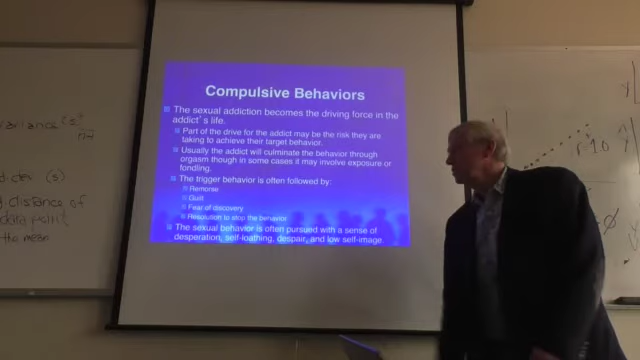 Compulsive Behaviors
The sexual addiction becomes the driving force in the
addict's life.
Part of the drive for the addict may be the risk they are
taking to achieve their target behavior.
Usually the addict will culminate the behavior through
orgasm though in some cases it may involve exposure or
fondling.
The trigger behavior is often followed by:
Remorse
Guilt
Fear of discovery
Resolution to stop the behavior
The sexual behavior is often pursued with a sense of
desperation, self-loathing, despair, and low self-image.
variance (s²
dev (s)
distance of
data point
the mean